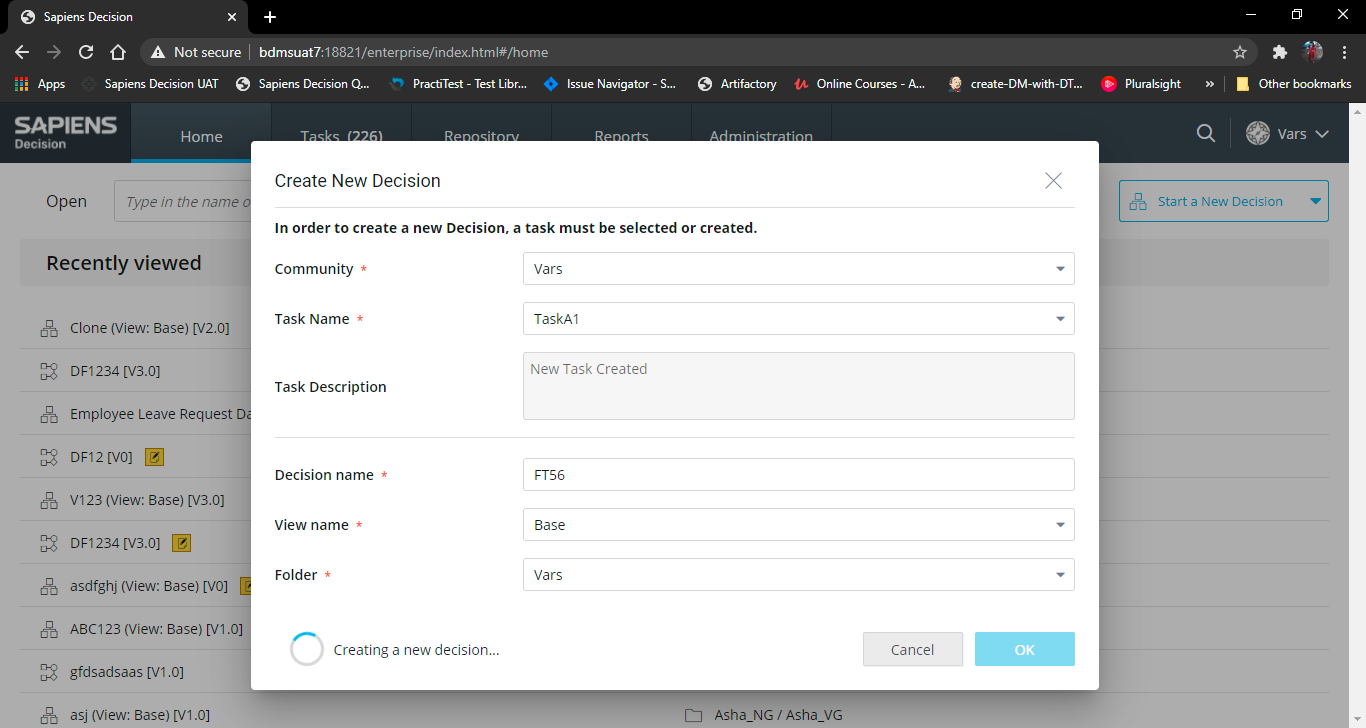 Sapiens Decision
Not secure bdmsuat7:18821/enterprise/index.html#/home
Apps Sapiens Decision UAT Sapiens Decision Q... PractiTest - Test Libr... Issue Navigator - S... Artifactory Online Courses - A... create-DM-with-DT... Pluralsight » Other bookmarks
SAPIENS
Decision
Home Tasks (226) Repository Reports Administration Vars
Create New Decision
Open Type in the name o Start a New Decision
In order to create a new Decision, a task must be selected or created.
Recently viewed
Community * Vars
Task Name * TaskA1
Clone (View: Base) [V2.0]
DF1234 [V3.0]
Task Description New Task Created
Employee Leave Request Da
DF12 [V0]
Decision name * FT56
V123 (View: Base) [V3.0]
View name * Base
DF1234 [V3.0]
Folder * Vars
asdfghj (View: Base) [V0]
ABC123 (View: Base) [V1.0]
Creating a new decision... Cancel OK
gfdsadsaas [V1.0]
asj (View: Base) [V1.0] Asha_NG / Asha_VG